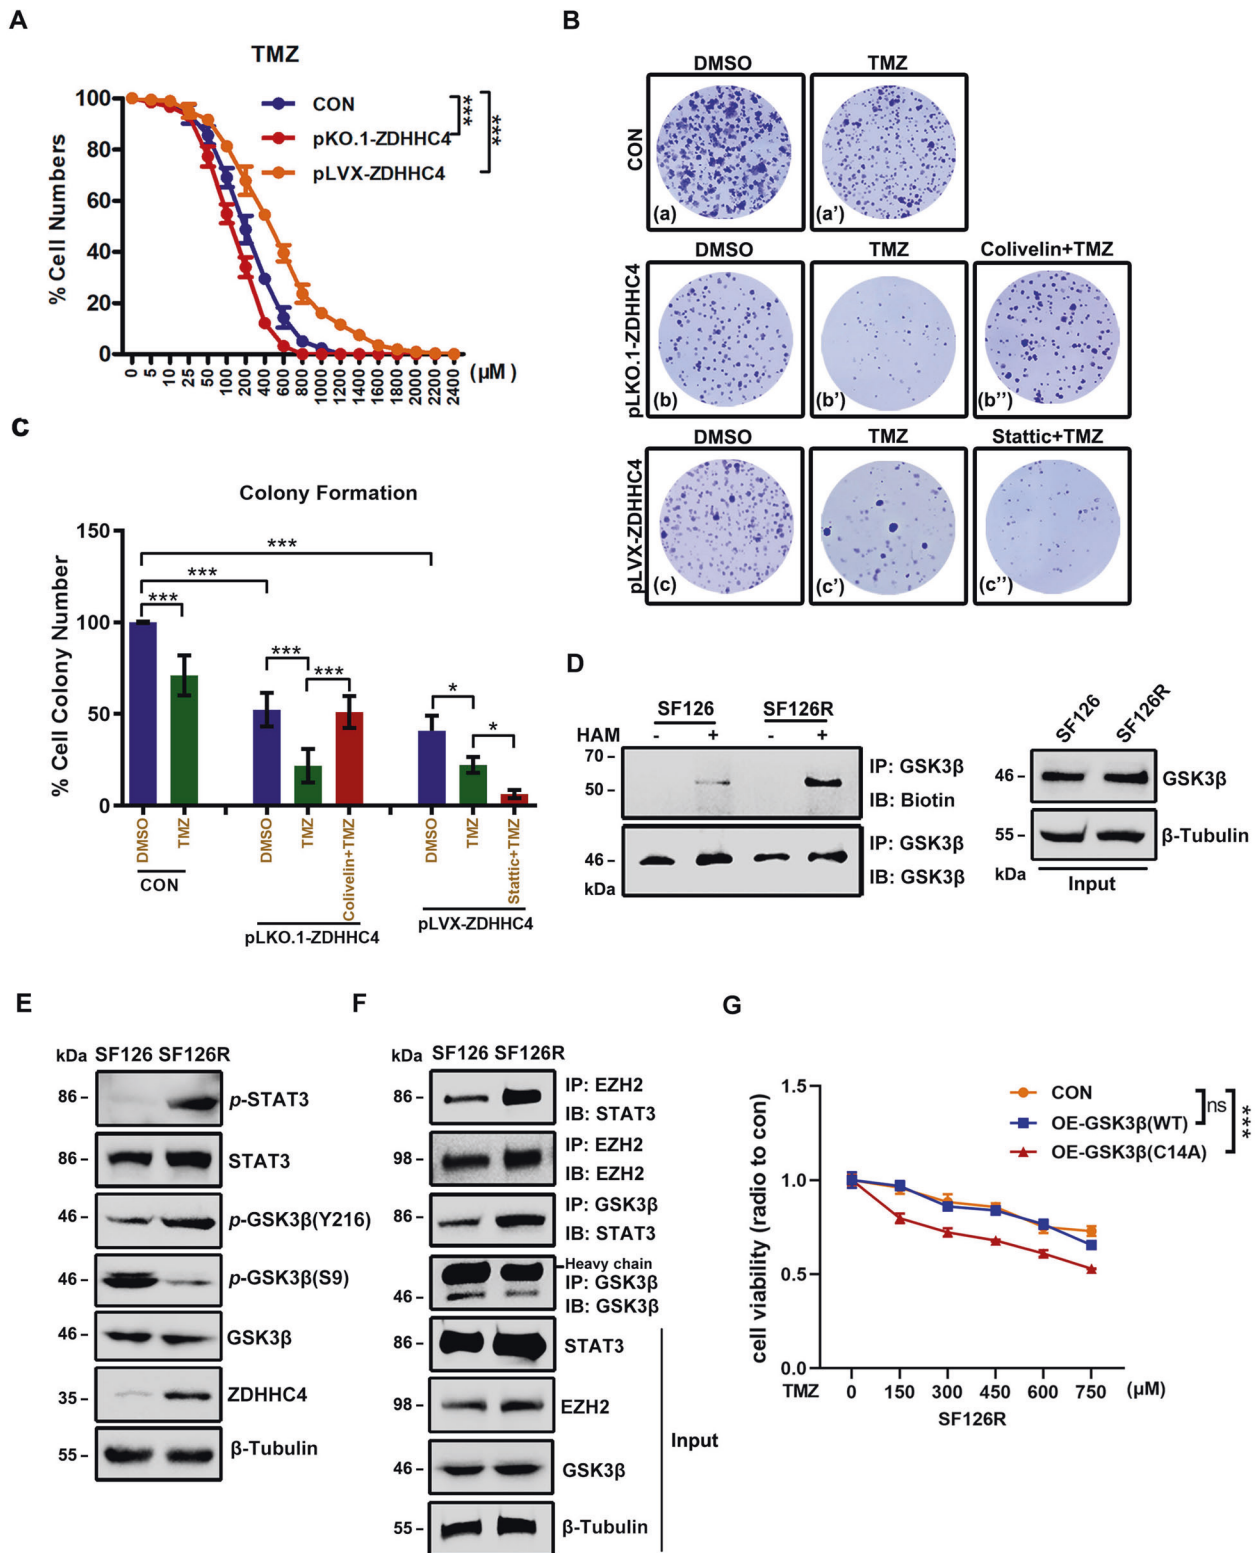 A
TMZ
% Cell Numbers
100
80
60
40
20
0
CON
pKO.1-ZDHHC4
pLVX-ZDHHC4
***
***
0 5 10 25 50 100 200 400 600 800 1000 1200 1400 1600 1800 2000 2200 2400 (μM)
B
DMSO TMZ
CON
(a) (a')
DMSO TMZ Colivelin+TMZ
pLKO.1-ZDHHC4
(b) (b') (b'')
DMSO TMZ Stattic+TMZ
pLVX-ZDHHC4
(c) (c') (c'')
C
Colony Formation
% Cell Colony Number
150
100
50
0
***
***
***
*** ***
* *
DMSO TMZ DMSO TMZ Colivelin+TMZ DMSO TMZ Stattic+TMZ
CON
pLKO.1-ZDHHC4
pLVX-ZDHHC4
D
SF126 SF126R
HAM - + - +
70
50
IP: GSK3β
IB: Biotin
46
kDa
IP: GSK3β
IB: GSK3β
SF126 SF126R
46 GSK3β
55 β-Tubulin
kDa Input
E
kDa SF126 SF126R
86 p-STAT3
86 STAT3
46 p-GSK3β(Y216)
46 p-GSK3β(S9)
46 GSK3β
35 ZDHHC4
55 β-Tubulin
F
kDa SF126 SF126R
86 IP: EZH2
IB: STAT3
98 IP: EZH2
IB: EZH2
86 IP: GSK3β
IB: STAT3
Heavy chain
IP: GSK3β
46 IB: GSK3β
86 STAT3
98 EZH2
46 GSK3β
55 β-Tubulin
Input
G
cell viability (radio to con)
1.5
1.0
0.5
0.0
CON
OE-GSK3β(WT)
OE-GSK3β(C14A)
ns
***
TMZ 0 150 300 450 600 750 (μM)
SF126R